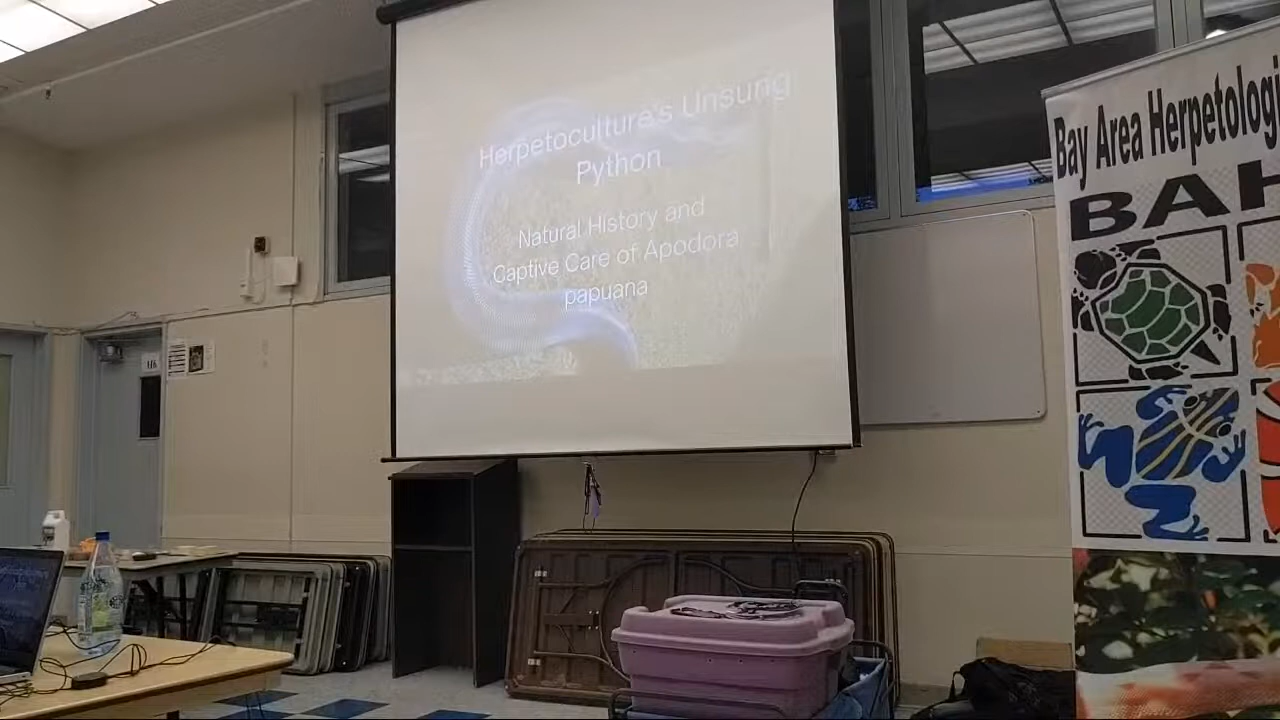 Herpetoculture's Unsung
Python
Natural History and
Captive Care of Apodora
papuana
Bay Area Herpetologi
BAH